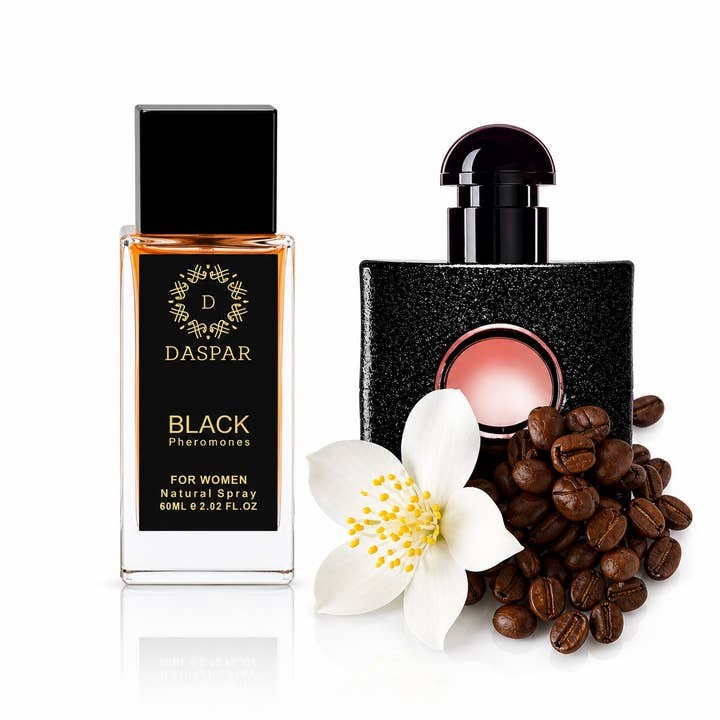 D
DASPAR
BLACK
Pheromones
FOR WOMEN
Natural Spray
60ML e 2.02 FL.OZ